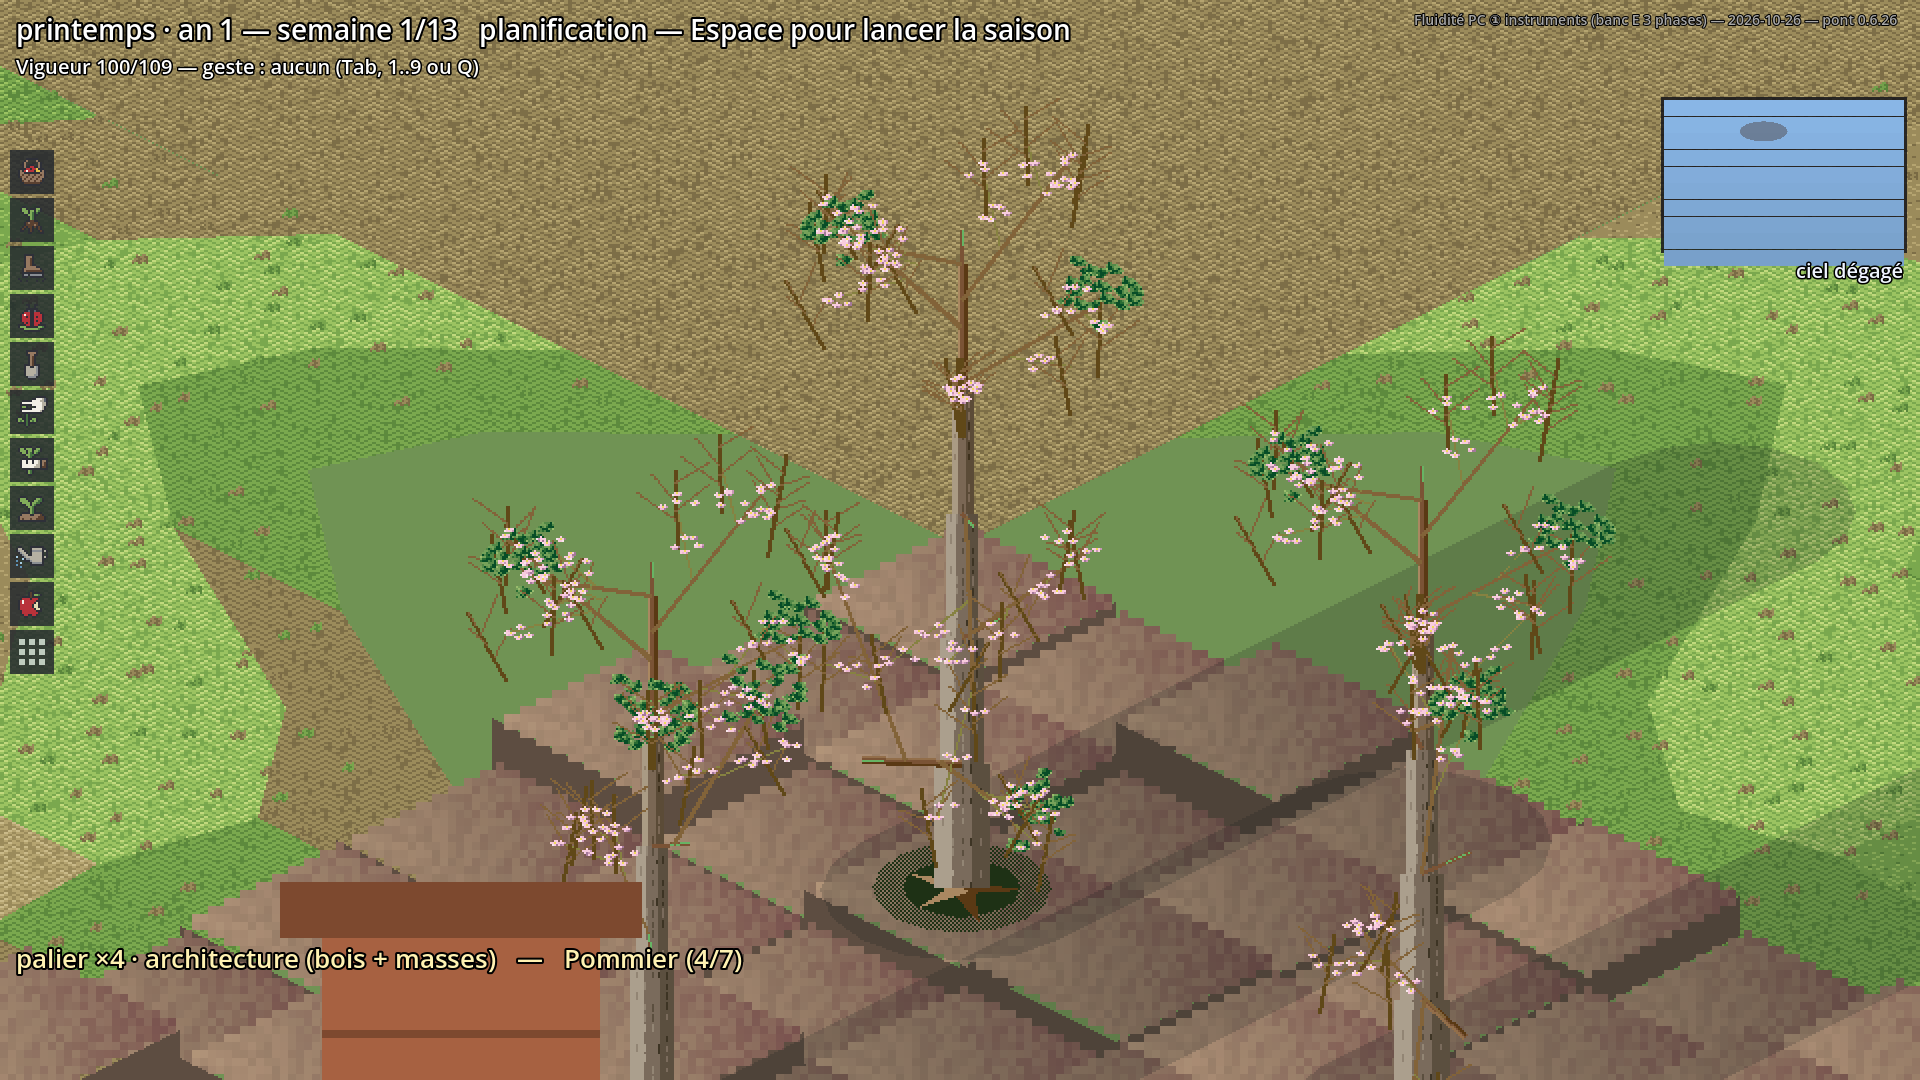 printemps · an 1 — semaine 1/13   planification — Espace pour lancer la saison
Fluidité PC ① instruments (banc E 3 phases) — 2026-10-26 — pont 0.6.26
Vigueur 100/109 — geste : aucun (Tab, 1..9 ou Q)
ciel dégagé
palier ×4 · architecture (bois + masses)   —   Pommier (4/7)